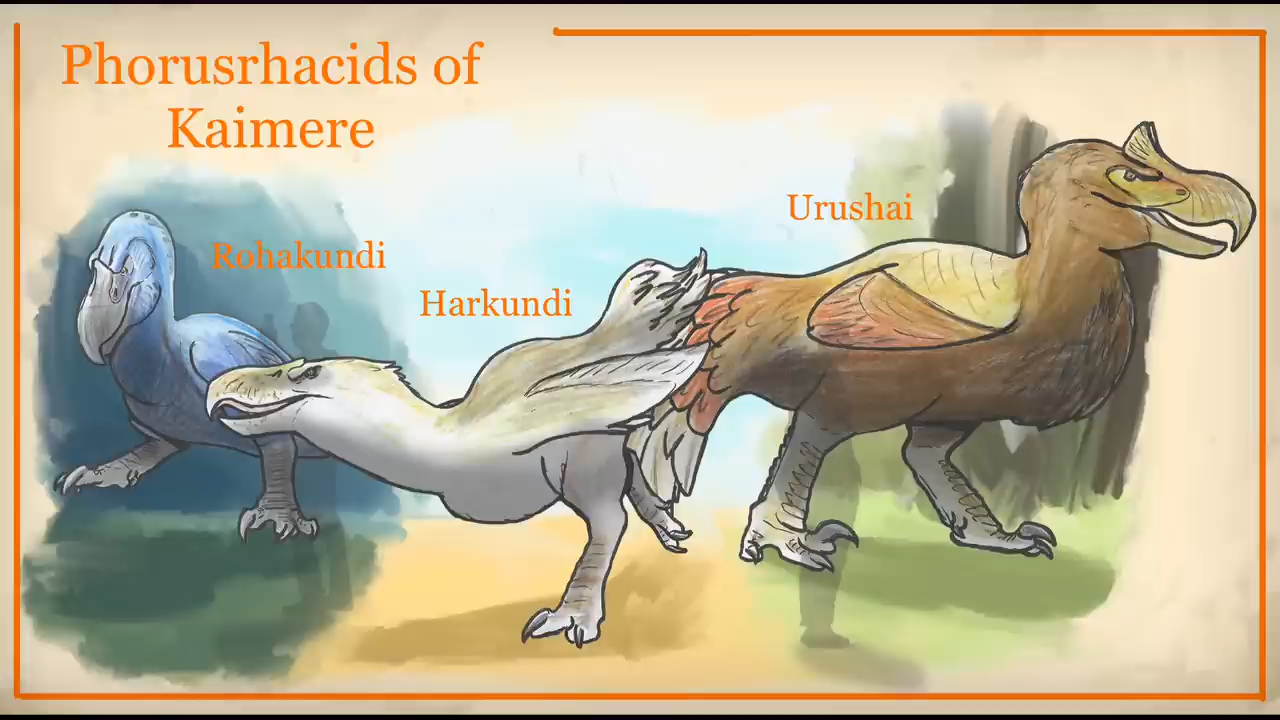 Phorusrhacids of
Kaimere
Rohakundi
Harkundi
Urushai